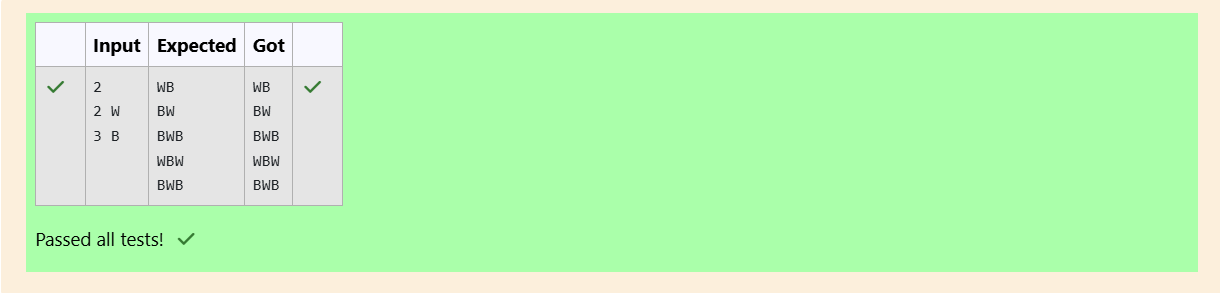 Input Expected Got
2 WB WB
2 W BW BW
3 B BWB BWB
WBW WBW
BWB BWB
Passed all tests!